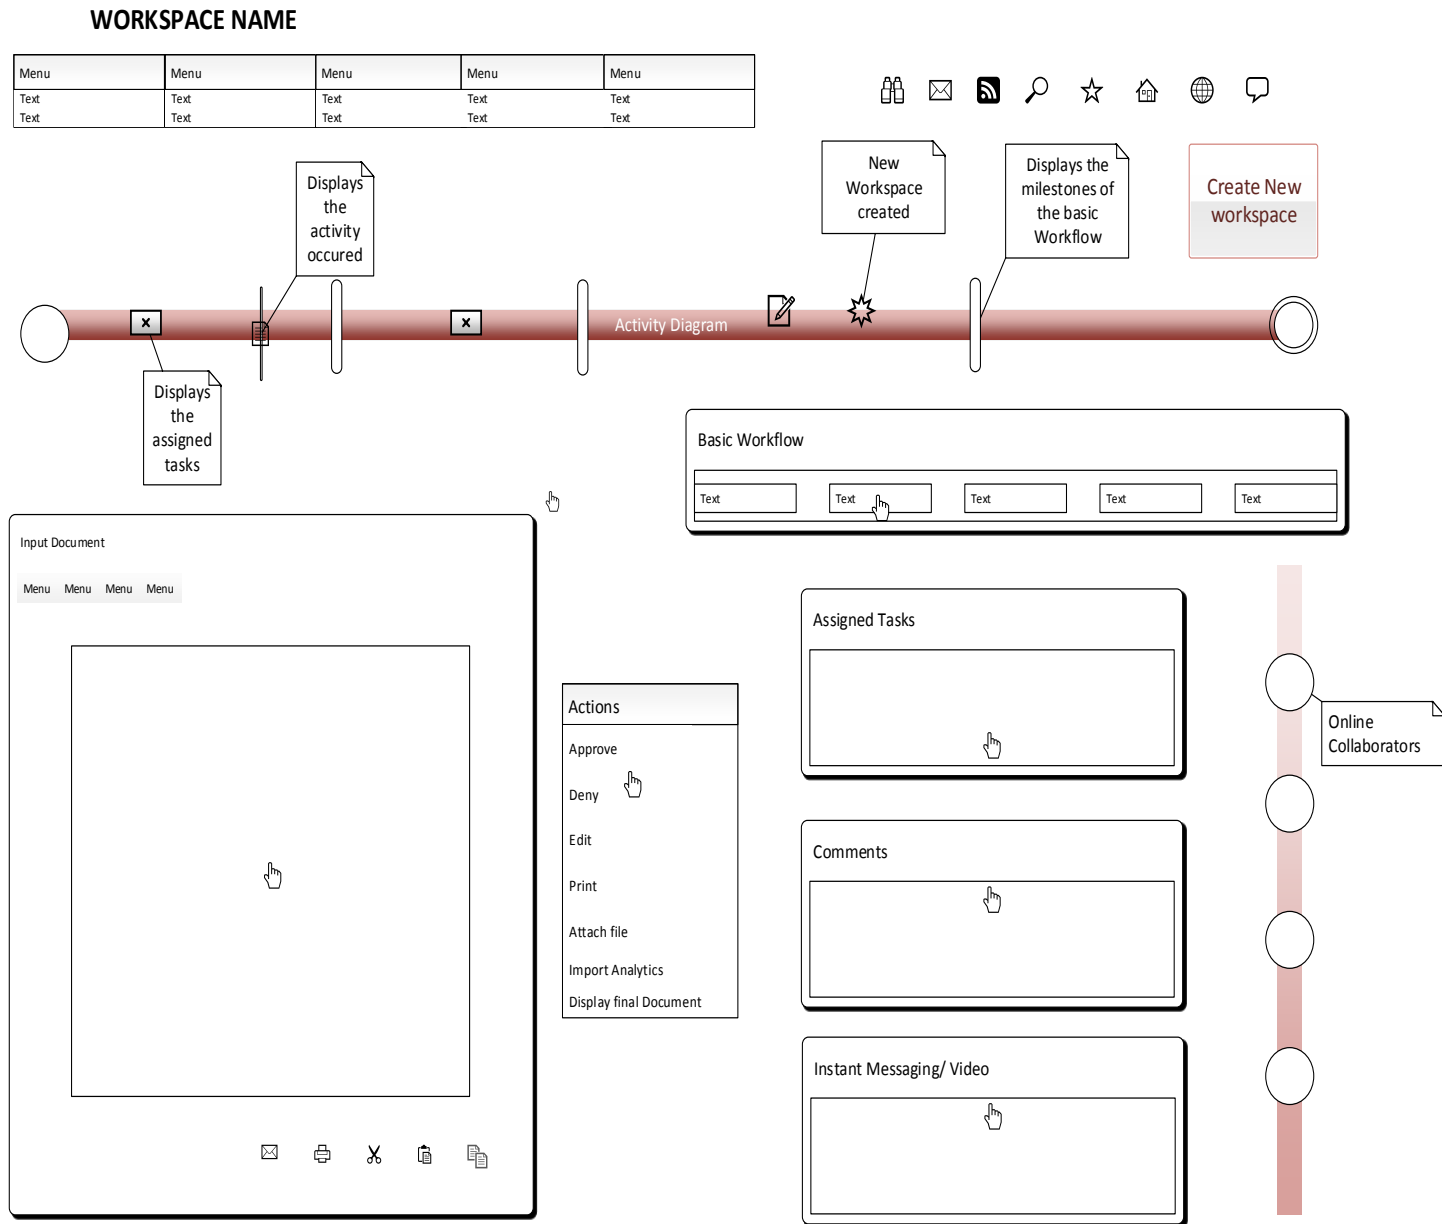 WORKSPACE NAME
Menu Menu Menu Menu Menu
Text Text Text Text Text
Text Text Text Text Text
Displays
the
activity
occured
New
Workspace
created
Displays the
milestones of
the basic
Workflow
Create New
workspace
Activity Diagram
Displays
the
assigned
tasks
Basic Workflow
Text Text Text Text Text
Input Document
Menu Menu Menu Menu
Actions
Approve
Deny
Edit
Print
Attach file
Import Analytics
Display final Document
Assigned Tasks
Comments
Instant Messaging/ Video
Online
Collaborators